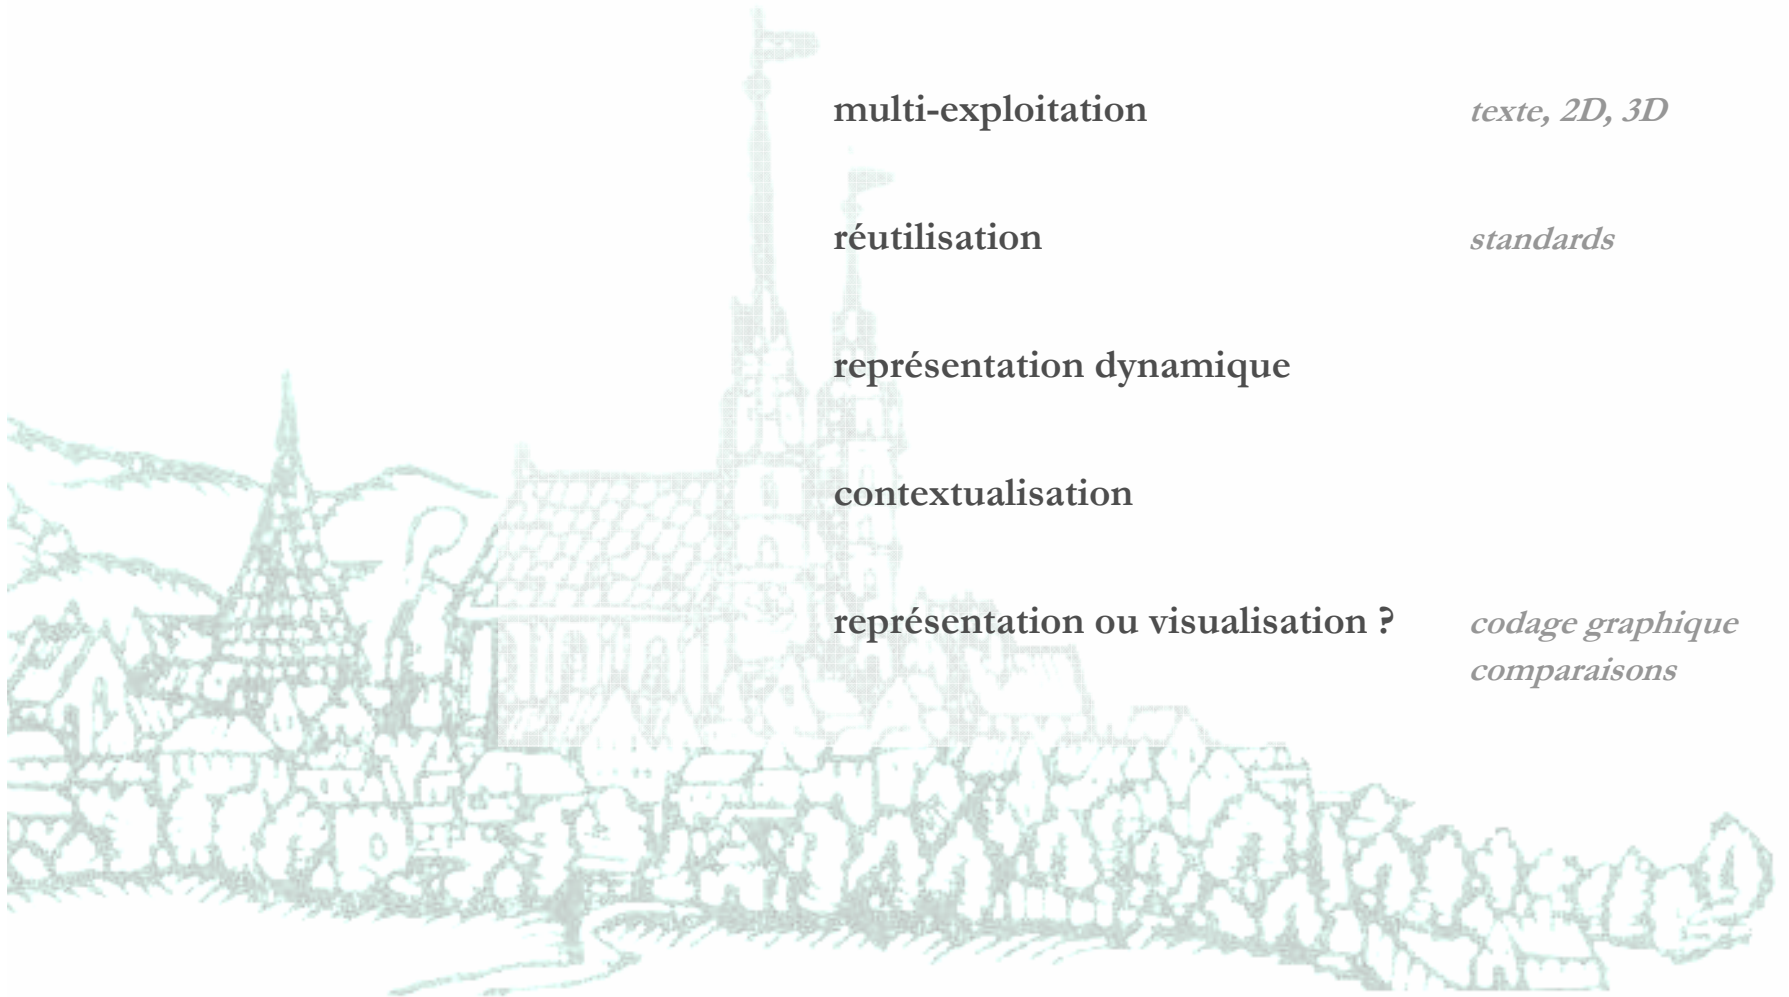 multi-exploitation texte, 2D, 3D
réutilisation standards
représentation dynamique
contextualisation
représentation ou visualisation ? codage graphique
comparaisons